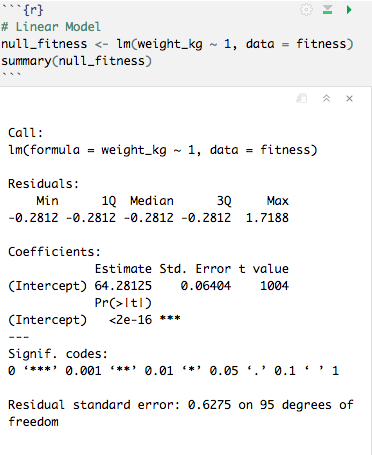 ```{r}
# Linear Model
null_fitness <- lm(weight_kg ~ 1, data = fitness)
summary(null_fitness)
```
Call:
lm(formula = weight_kg ~ 1, data = fitness)
Residuals:
    Min      1Q  Median      3Q     Max
-0.2812 -0.2812 -0.2812 -0.2812  1.7188
Coefficients:
            Estimate Std. Error t value
(Intercept) 64.28125    0.06404    1004
            Pr(>|t|)
(Intercept)   <2e-16 ***
---
Signif. codes:
0 ‘***’ 0.001 ‘**’ 0.01 ‘*’ 0.05 ‘.’ 0.1 ‘ ’ 1
Residual standard error: 0.6275 on 95 degrees of
freedom